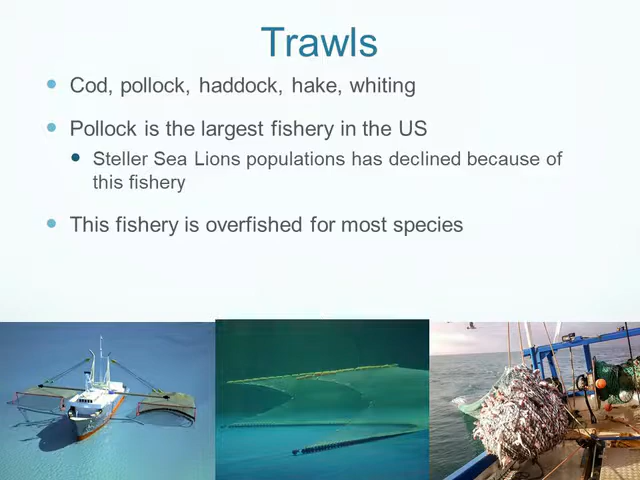 Trawls
Cod, pollock, haddock, hake, whiting
Pollock is the largest fishery in the US
Steller Sea Lions populations has declined because of
this fishery
This fishery is overfished for most species